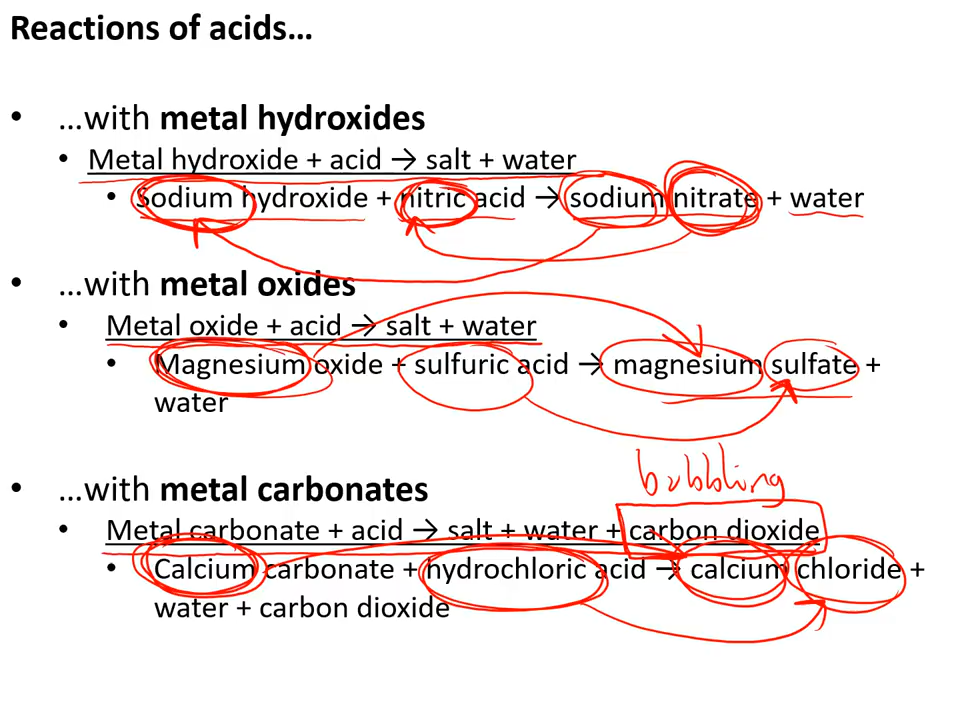 Reactions of acids…
• …with metal hydroxides
• Metal hydroxide + acid → salt + water
• Sodium hydroxide + nitric acid → sodium nitrate + water
• …with metal oxides
• Metal oxide + acid → salt + water
• Magnesium oxide + sulfuric acid → magnesium sulfate +
water
bubbling
• …with metal carbonates
• Metal carbonate + acid → salt + water + carbon dioxide
• Calcium carbonate + hydrochloric acid → calcium chloride +
water + carbon dioxide